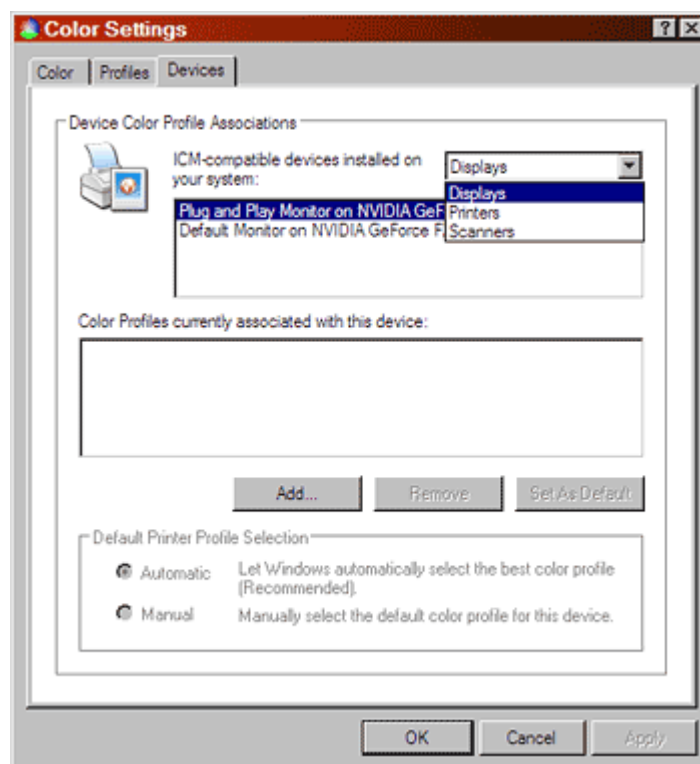 Color Settings
Color Profiles Devices
Device Color Profile Associations
ICM-compatible devices installed on
your system:
Displays
Displays
Printers
Scanners
Plug and Play Monitor on NVIDIA GeF
Default Monitor on NVIDIA GeForce F
Color Profiles currently associated with this device:
Add... Remove Set As Default
Default Printer Profile Selection
Automatic Let Windows automatically select the best color profile
(Recommended).
Manual Manually select the default color profile for this device.
OK Cancel Apply